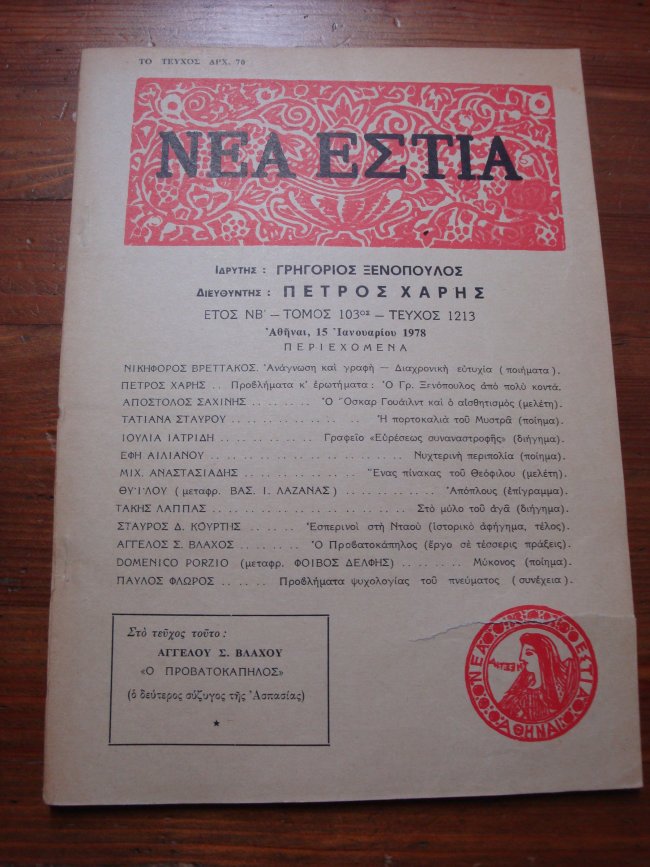 ΤΟ ΤΕΥΧΟΣ ΔΡΧ. 70
ΝΕΑ ΕΣΤΙΑ
ΙΔΡΥΤΗΣ : ΓΡΗΓΟΡΙΟΣ ΞΕΝΟΠΟΥΛΟΣ
ΔΙΕΥΘΥΝΤΗΣ : ΠΕΤΡΟΣ ΧΑΡΗΣ
ΕΤΟΣ ΝΒ΄ — ΤΟΜΟΣ 103ος — ΤΕΥΧΟΣ 1213
Ἀθῆναι, 15 Ἰανουαρίου 1978
ΠΕΡΙΕΧΟΜΕΝΑ
ΝΙΚΗΦΟΡΟΣ ΒΡΕΤΤΑΚΟΣ. Ἀνάγνωση καὶ γραφὴ — Διαχρονικὴ εὐτυχία (ποιήματα).
ΠΕΤΡΟΣ ΧΑΡΗΣ .. Προβλήματα κ' ἐρωτήματα : Ὁ Γρ. Ξενόπουλος ἀπὸ πολὺ κοντά.
ΑΠΟΣΤΟΛΟΣ ΣΑΧΙΝΗΣ .. .. .. .. Ὁ Ὄσκαρ Γουάιλντ καὶ ὁ αἰσθητισμὸς (μελέτη).
ΤΑΤΙΑΝΑ ΣΤΑΥΡΟΥ .. .. .. .. .. .. .. .. Ἡ πορτοκαλιὰ τοῦ Μυστρᾶ (ποίημα).
ΙΟΥΛΙΑ ΙΑΤΡΙΔΗ .. .. .. .. .. .. Γραφεῖο «Εὑρέσεως συναναστροφῆς» (διήγημα).
ΕΦΗ ΑΙΛΙΑΝΟΥ .. .. .. .. .. .. .. .. .. .. .. .. Νυχτερινὴ περιπολία (ποίημα).
ΜΙΧ. ΑΝΑΣΤΑΣΙΑΔΗΣ .. .. .. .. .. .. .. Ἕνας πίνακας τοῦ Θεόφιλου (μελέτη).
ΘΥΪΛΟΥ (μεταφρ. ΒΑΣ. Ι. ΛΑΖΑΝΑΣ) .. .. .. .. .. .. Ἀπόπλους (ἐπίγραμμα).
ΤΑΚΗΣ ΛΑΠΠΑΣ .. .. .. .. .. .. .. .. .. .. .. .. Στὸ μύλο τοῦ ἀγᾶ (διήγημα).
ΣΤΑΥΡΟΣ Δ. ΚΟΥΡΤΗΣ .. .. .. Ἑσπερινοὶ στὴ Νταοὺ (ἱστορικὸ ἀφήγημα, τέλος).
ΑΓΓΕΛΟΣ Σ. ΒΛΑΧΟΣ .. .. .. .. Ὁ Προβατοκάπηλος (ἔργο σὲ τέσσερις πράξεις).
DOMENICO PORZIO (μεταφρ. ΦΟΙΒΟΣ ΔΕΛΦΗΣ) .. .. .. .. Μύκονος (ποίημα).
ΠΑΥΛΟΣ ΦΛΩΡΟΣ .. .. .. Προβλήματα ψυχολογίας τοῦ πνεύματος (συνέχεια).
Στὸ τεῦχος τοῦτο :
ΑΓΓΕΛΟΥ Σ. ΒΛΑΧΟΥ
«Ο ΠΡΟΒΑΤΟΚΑΠΗΛΟΣ»
(ὁ δεύτερος σύζυγος τῆς Ἀσπασίας)
ΝΕΑ ΕΣΤΙΑ
ΑΘΗΝΑΙ